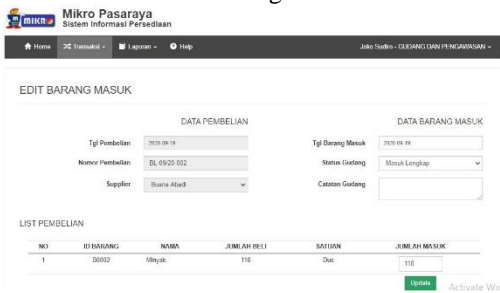 MIKRO
Mikro Pasaraya
Sistem Informasi Persediaan
Home Transaksi Laporan Help Joko Sudiro - GUDANG DAN PENGAWASAN
EDIT BARANG MASUK
DATA PEMBELIAN DATA BARANG MASUK
Tgl Pembelian 2020-09-19 Tgl Barang Masuk 2020-09-19
Nomor Pembelian BL-09/20-002 Status Gudang Masuk Lengkap
Supplier Buana Abadi Catatan Gudang
LIST PEMBELIAN
NO ID BARANG NAMA JUMLAH BELI SATUAN JUMLAH MASUK
1 D0002 Minyak 116 Dus 116
Update
Activate Wi